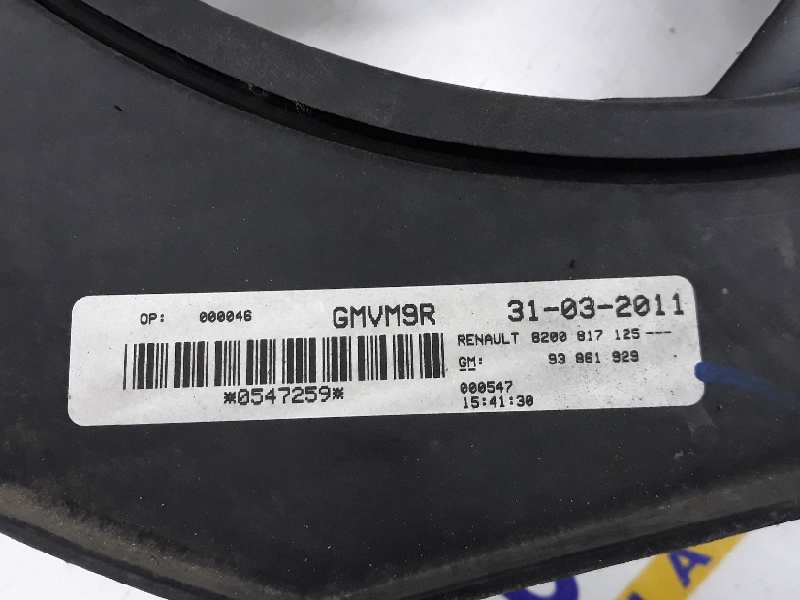 OP: 000046 GMVM9R 31-03-2011
RENAULT 8200 817 125 ---
GM: 93 861 929
*0547259*
000547
15:41:30